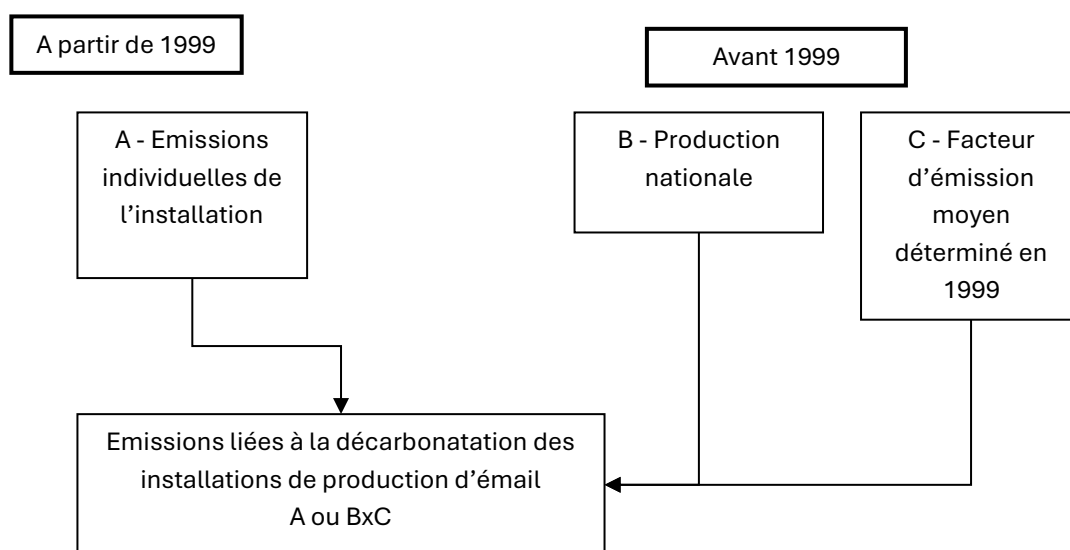 A partir de 1999
Avant 1999
A - Emissions
individuelles de
l’installation
B - Production
nationale
C - Facteur
d’émission
moyen
déterminé en
1999
Emissions liées à la décarbonatation des
installations de production d’émail
A ou BxC